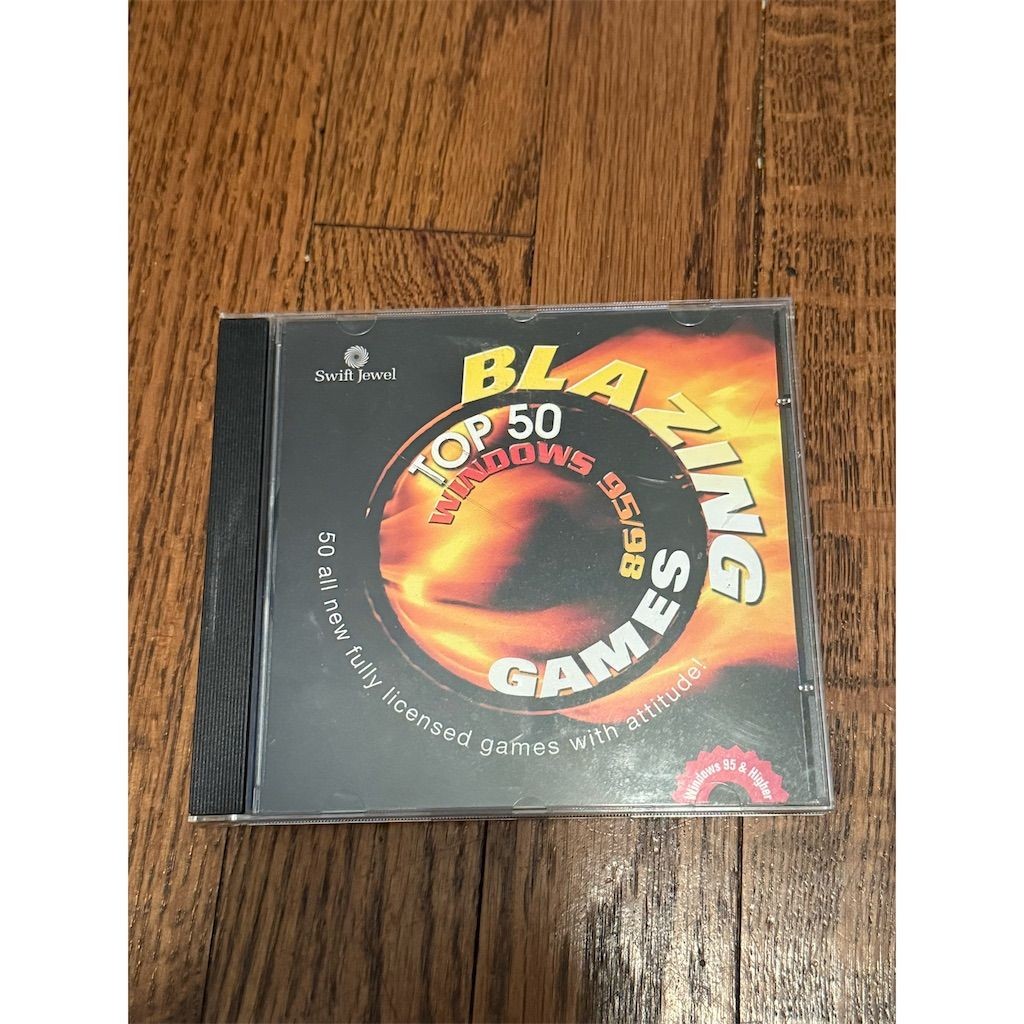 Swift Jewel
BLAZING
TOP 50
WINDOWS 95/98
GAMES
50 all new fully licensed games with attitude!
Windows 95 & Higher